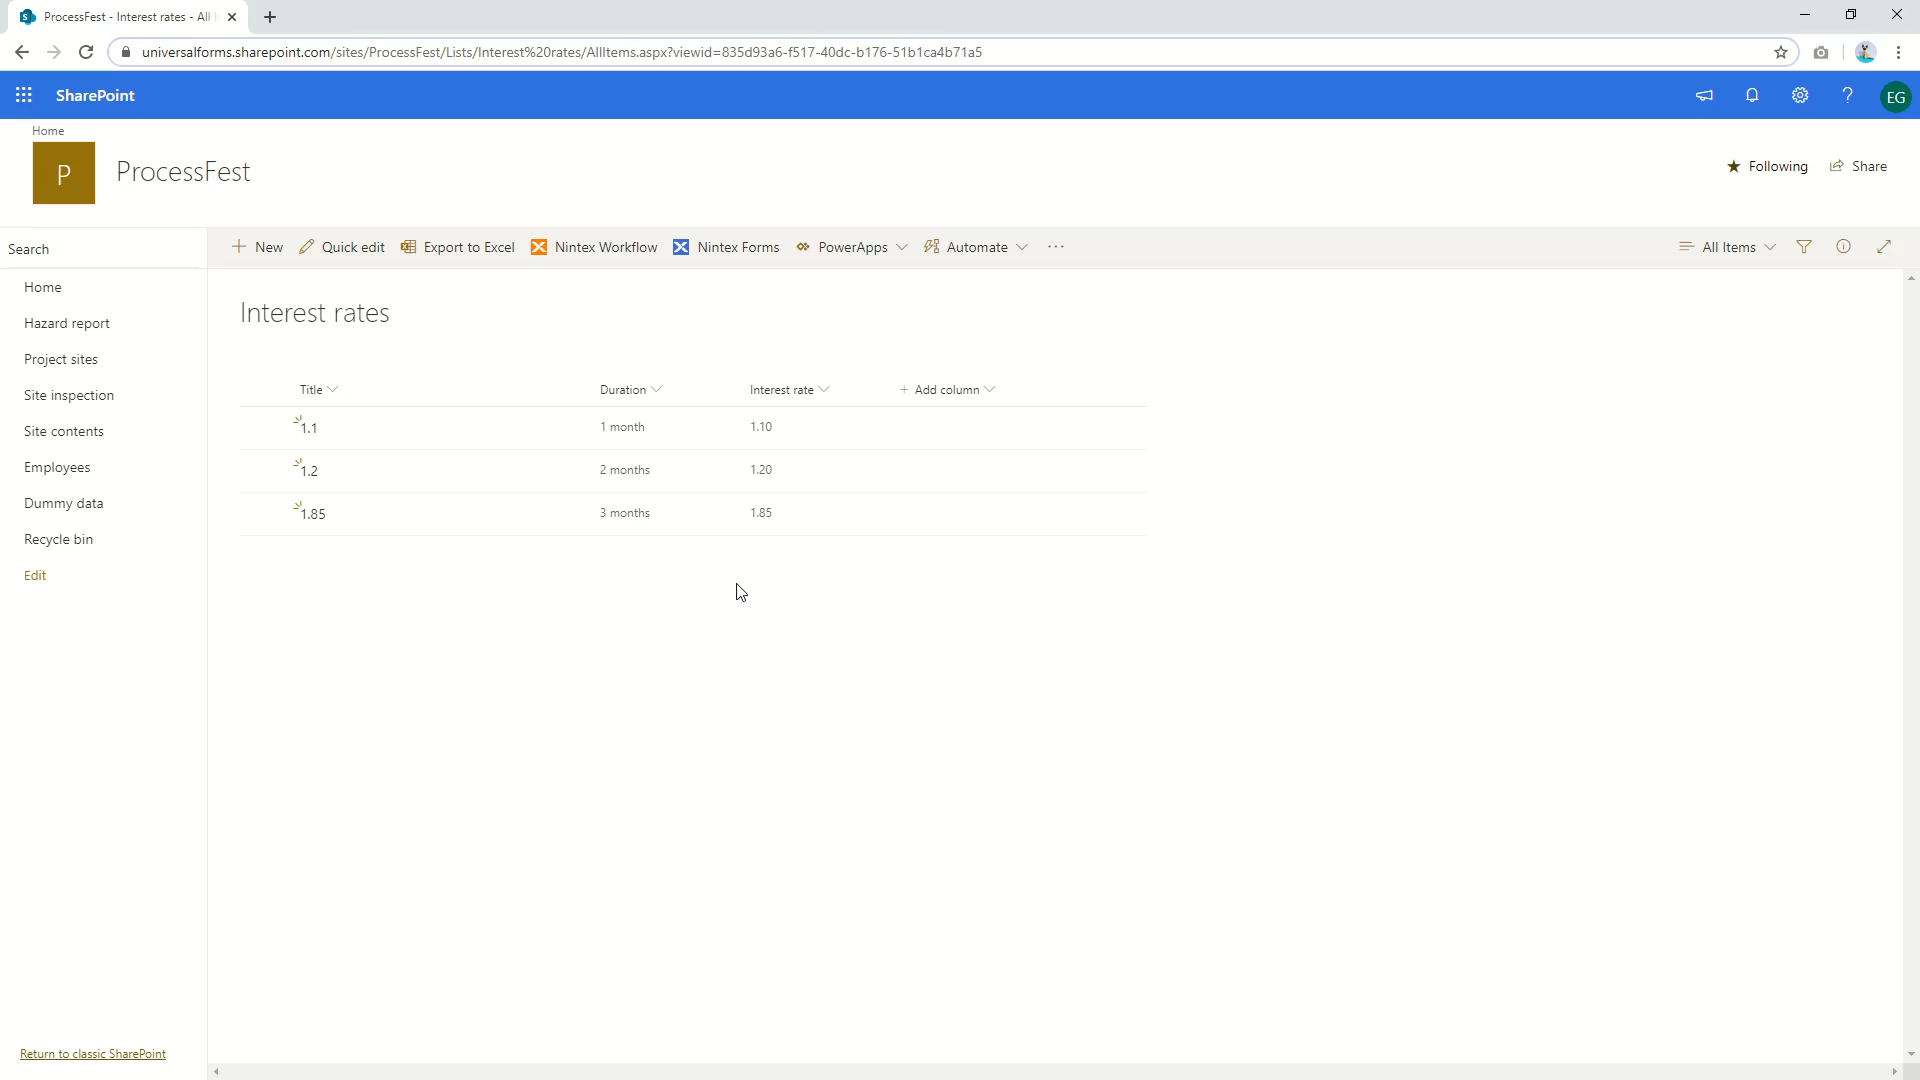 ProcessFest - Interest rates - All
universalforms.sharepoint.com/sites/ProcessFest/Lists/Interest%20rates/AllItems.aspx?viewid=835d93a6-f517-40dc-b176-51b1ca4b71a5
SharePoint
EG
Home
P
ProcessFest
Following
Share
Search
New
Quick edit
Export to Excel
Nintex Workflow
Nintex Forms
PowerApps
Automate
All Items
Home
Hazard report
Project sites
Site inspection
Site contents
Employees
Dummy data
Recycle bin
Edit
Interest rates
Title Duration Interest rate + Add column
1.1 1 month 1.10
1.2 2 months 1.20
1.85 3 months 1.85
Return to classic SharePoint